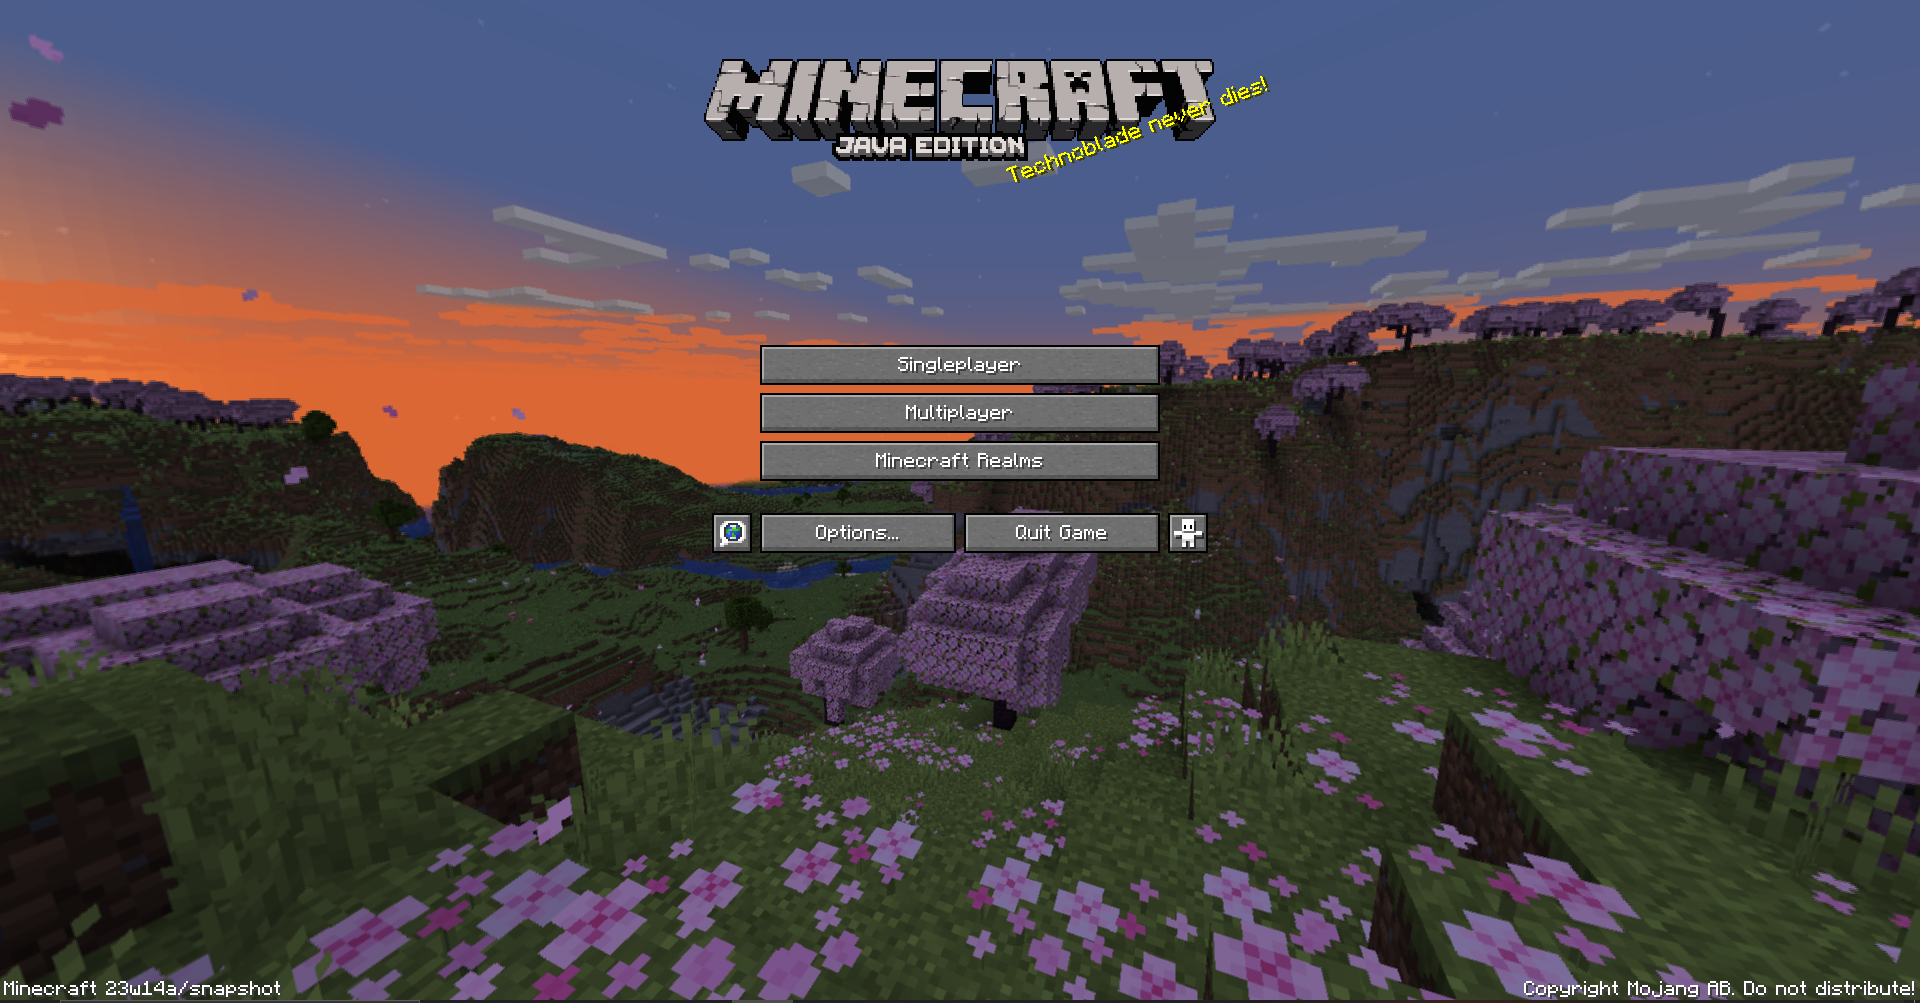 MINECRAFT
JAVA EDITION
Technoblade never dies!
Singleplayer
Multiplayer
Minecraft Realms
Options...
Quit Game
Minecraft 23w14a/snapshot
Copyright Mojang AB. Do not distribute!